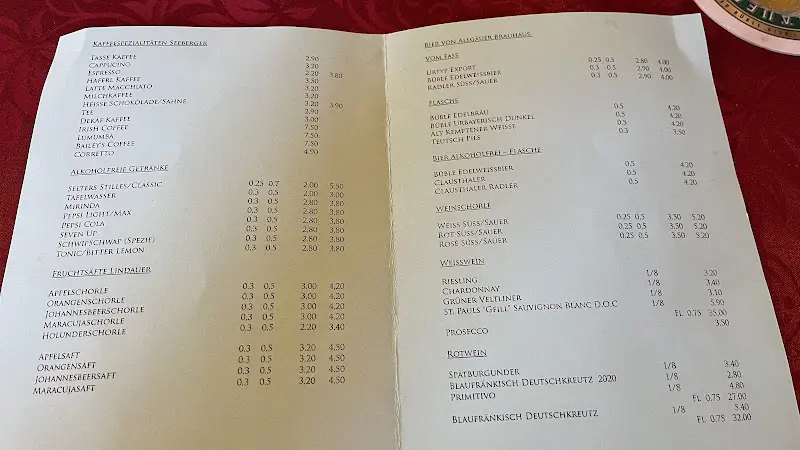 Kaffeespezialitäten Seeberger
Tasse Kaffee 2.90
Cappucino 3.20
Espresso 2.20 3.80
Haferl Kaffee 3.50
Latte Macchiato 3.20
Milchkaffee 3.20
Heisse Schokolade/Sahne 3.20 3.90
Tee 2.90
Dekaf Kaffee 3.00
Irish Coffee 7.50
Lumumba 7.50
Bailey's Coffee 7.50
Corretto 4.90
Alkoholfreie Getränke
Selters Stilles/Classic 0.25 0.7 2.00 5.50
Tafelwasser 0.3 0.5 2.00 3.00
Mirinda 0.3 0.5 2.80 3.80
Pepsi Light/Max 0.3 0.5 2.80 3.80
Pepsi Cola 0.3 0.5 2.80 3.80
Seven Up 0.3 0.5 2.80 3.80
Schwipschwap (Spezi) 0.3 0.5 2.80 3.80
Tonic/Bitter Lemon 0.3 0.5 2.80 3.80
Fruchtsäfte Lindauer
Apfelschorle 0.3 0.5 3.00 4.20
Orangenschorle 0.3 0.5 3.00 4.20
Johannesbeerschorle 0.3 0.5 3.00 4.20
Maracujaschorle 0.3 0.5 3.00 4.20
Holunderschorle 0.3 0.5 2.20 3.40
Apfelsaft 0.3 0.5 3.20 4.50
Orangensaft 0.3 0.5 3.20 4.50
Johannesbeersaft 0.3 0.5 3.20 4.50
Maracujasaft 0.3 0.5 3.20 4.50
Bier von Allgäuer Brauhaus
Vom Fass
Urtyp Export 0.25 0.5 2.80 4.00
Büble Edelweissbier 0.3 0.5 2.90 4.00
Radler Süss/Sauer 0.3 0.5 2.90 4.00
Flasche
Büble Edelbräu 0.5 4.20
Büble Urbayerisch Dunkel 0.5 4.20
Alt Kemptener Weisse 0.5 4.20
Teutsch Pils 0.3 3.50
Bier Alkoholfrei – Flasche
Büble Edelweissbier 0.5 4.20
Clausthaler 0.5 4.20
Clausthaler Radler 0.5 4.20
Weinschorle
Weiss Süss/Sauer 0.25 0.5 3.50 5.20
Rot Süss/Sauer 0.25 0.5 3.50 5.20
Rosé Süss/Sauer 0.25 0.5 3.50 5.20
Weisswein
Riesling 1/8 3.20
Chardonnay 1/8 3.40
Grüner Veltliner 1/8 3.10
St. Pauls "Gfill" Sauvignon Blanc D.O.C 1/8 5.90
Fl. 0.75 35.00
Prosecco 3.50
Rotwein
Spätburgunder 1/8 3.40
Blaufränkisch Deutschkreutz 2020 1/8 2.80
Primitivo 1/8 4.80
Fl. 0.75 27.00
Blaufränkisch Deutschkreutz 1/8 5.40
Fl. 0.75 32.00